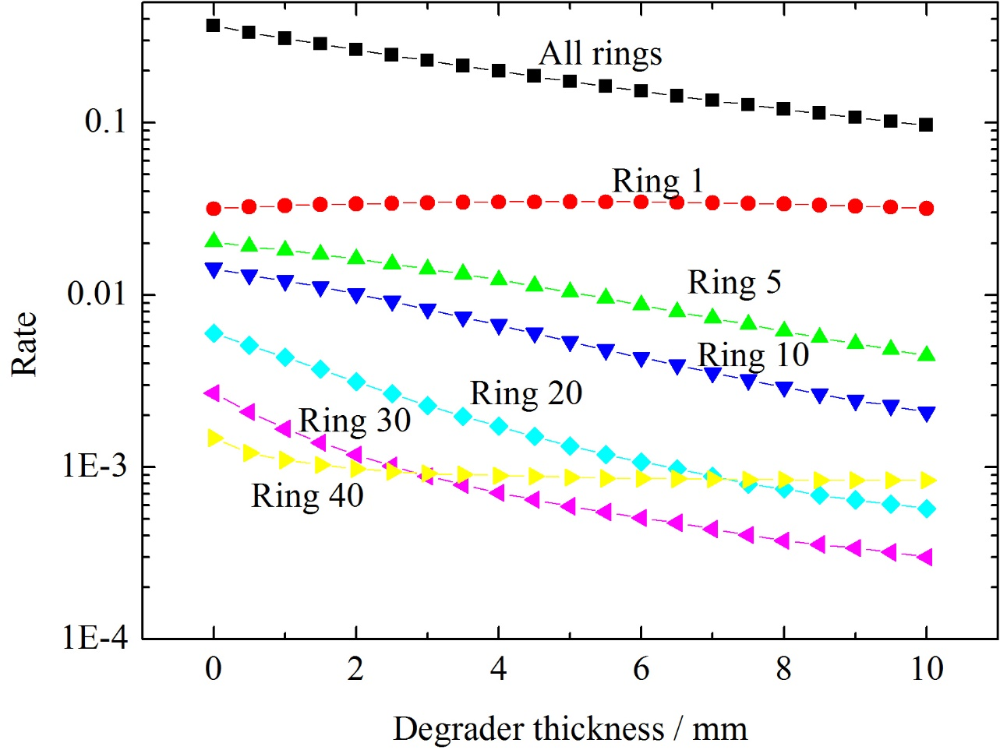 All rings
0.1
Ring 1
Ring 5
0.01
Rate
Ring 10
Ring 20
Ring 30
1E-3
Ring 40
1E-4
0 2 4 6 8 10
Degrader thickness / mm